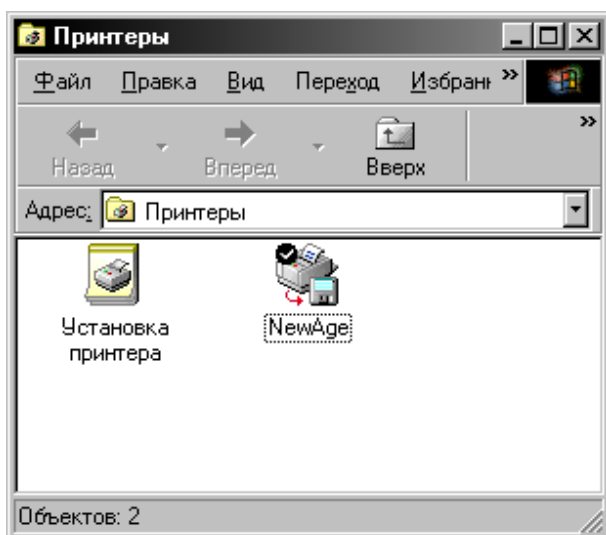 Принтеры
Файл Правка Вид Переход Избранн »
Назад Вперед Вверх »
Адрес: Принтеры
Установка
принтера
NewAge
Объектов: 2